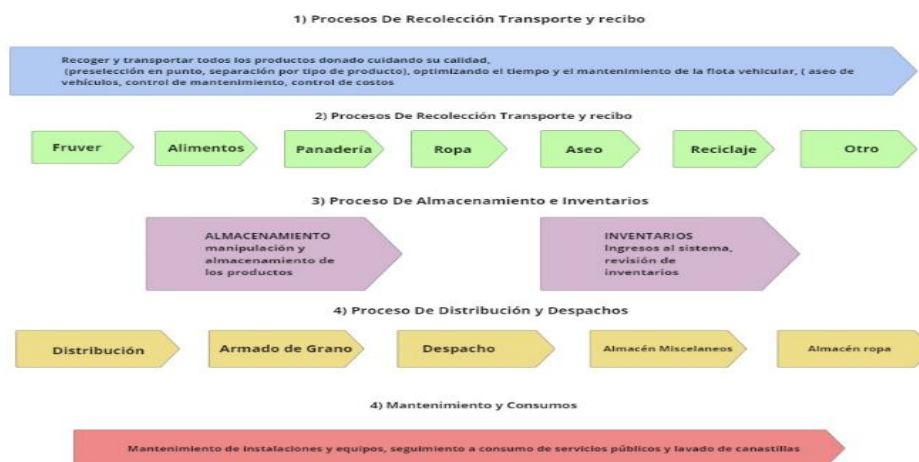 1) Procesos De Recolección Transporte y recibo
Recoger y transportar todos los productos donado cuidando su calidad,
(preselección en punto, separación por tipo de producto), optimizando el tiempo y el mantenimiento de la flota vehicular, ( aseo de
vehículos, control de mantenimiento, control de costos
2) Procesos De Recolección Transporte y recibo
Fruver
Alimentos
Panadería
Ropa
Aseo
Reciclaje
Otro
3) Proceso De Almacenamiento e Inventarios
ALMACENAMIENTO
manipulación y
almacenamiento de
los productos
INVENTARIOS
Ingresos al sistema,
revisión de
inventarios
4) Proceso De Distribución y Despachos
Distribución
Armado de Grano
Despacho
Almacén Miscelaneos
Almacén ropa
4) Mantenimiento y Consumos
Mantenimiento de instalaciones y equipos, seguimiento a consumo de servicios públicos y lavado de canastillas